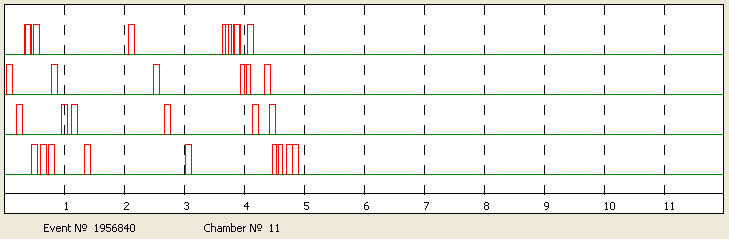 1 2 3 4 5 6 7 8 9 10 11
Event № 1956840 Chamber № 11